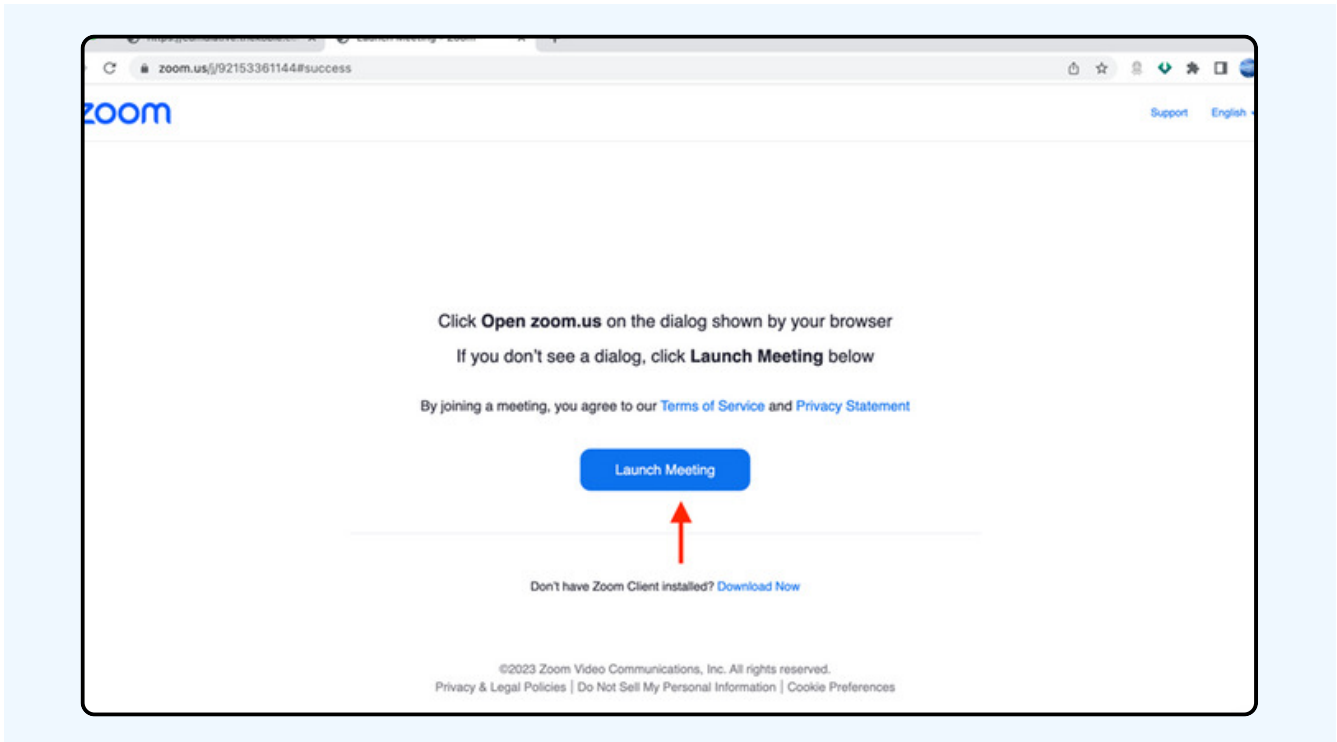 Launch Meeting - Zoom
zoom.us/j/92153361144#success
zoom
Support English
Click Open zoom.us on the dialog shown by your browser
If you don't see a dialog, click Launch Meeting below
By joining a meeting, you agree to our Terms of Service and Privacy Statement
Launch Meeting
Don't have Zoom Client installed? Download Now
©2023 Zoom Video Communications, Inc. All rights reserved.
Privacy & Legal Policies | Do Not Sell My Personal Information | Cookie Preferences